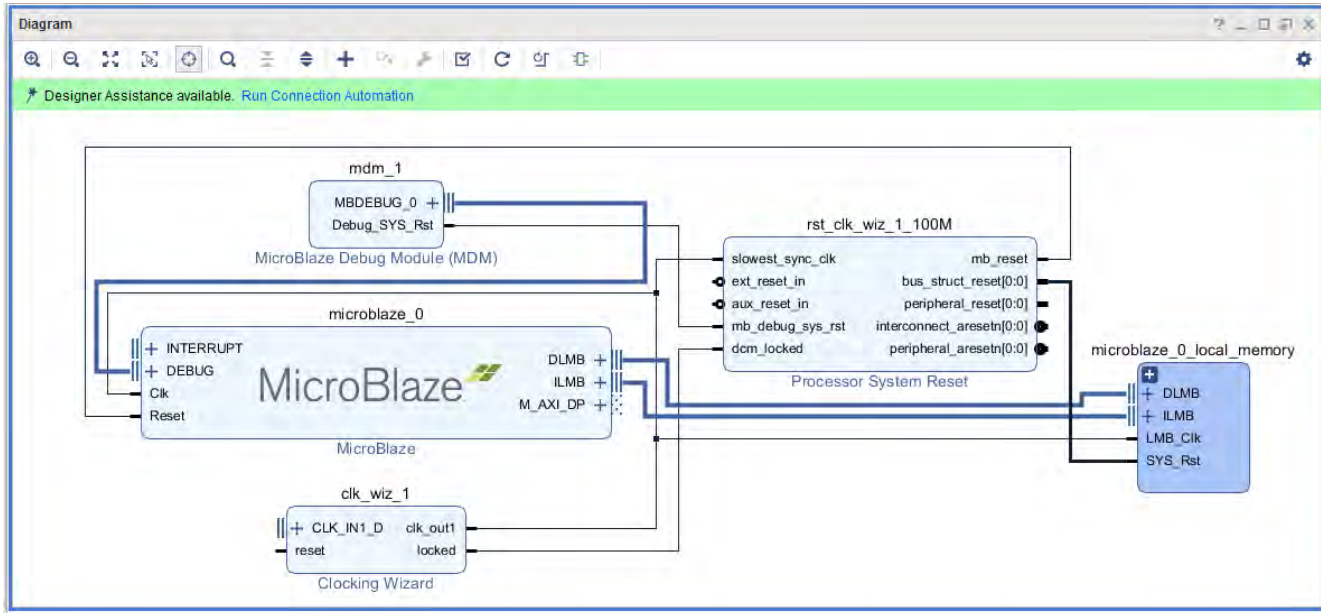 Diagram
Designer Assistance available. Run Connection Automation
mdm_1
MBDEBUG_0
Debug_SYS_Rst
MicroBlaze Debug Module (MDM)
rst_clk_wiz_1_100M
slowest_sync_clk mb_reset
ext_reset_in bus_struct_reset[0:0]
aux_reset_in peripheral_reset[0:0]
mb_debug_sys_rst interconnect_aresetn[0:0]
dcm_locked peripheral_aresetn[0:0]
Processor System Reset
microblaze_0
INTERRUPT
DEBUG
Clk
Reset
MicroBlaze
DLMB
ILMB
M_AXI_DP
MicroBlaze
microblaze_0_local_memory
DLMB
ILMB
LMB_Clk
SYS_Rst
clk_wiz_1
CLK_IN1_D clk_out1
reset locked
Clocking Wizard